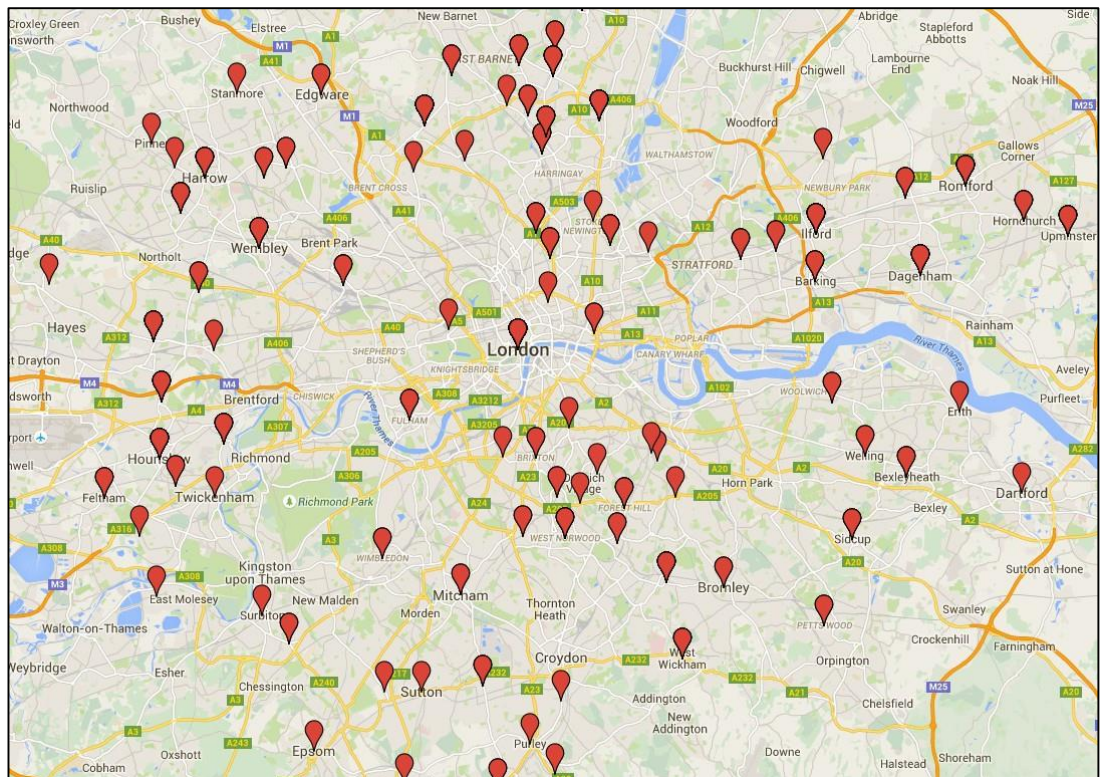 Croxley Green
Bushey
Elstree
New Barnet
A10
Abridge
Side
A1
M1
A41
Stapleford
Abbotts
Buckhurst Hill
Chigwell
Lambourne
End
Noak Hill
Stanmore
Edgware
Northwood
M1
A10
A406
M25
Woodford
A1
Pinner
Gallows
Corner
WALTHAMSTOW
Harrow
HARRINGAY
Ruislip
BRENT CROSS
NEWBURY PARK
A12
Romford
A127
A41
A503
A406
A406
Hornchurch
A12
Ilford
Upminster
A40
Wembley
Brent Park
Northolt
STRATFORD
Dagenham
A10
Barking
A13
A501
A5
A11
Hayes
A312
A40
A13
POPLAR
Rainham
A406
SHEPHERD'S
BUSH
London
CANARY WHARF
A1020
River Thames
A13
t Drayton
KNIGHTSBRIDGE
M4
M4
A102
WOOLWICH
Aveley
Brentford
CHISWICK
A308
A3212
A312
A4
River Thames
FULHAM
A2
Erith
Purfleet
A307
A3205
A20
A205
A282
Hounslow
Richmond
BRIXTON
Welling
A306
A23
A20
A2
Bexleyheath
Horn Park
Dartford
Feltham
Twickenham
Richmond Park
Village
A205
A24
Bexley
A316
FOREST HILL
A2
A3
WEST NORWOOD
Sidcup
A308
WIMBLEDON
A20
Kingston
upon Thames
Sutton at Hone
M3
A308
East Molesey
New Malden
Mitcham
Bromley
Thornton
Heath
Surbiton
Morden
Swanley
Walton-on-Thames
PETTS WOOD
Crockenhill
Farningham
Croydon
West
Wickham
Weybridge
Esher
A232
Orpington
A232
Chessington
A240
A217
Sutton
A232
M25
A23
A21
A20
A3
Addington
Chelsfield
New
Addington
A3
A243
Purley
Epsom
Oxshott
Downe
Shoreham
Cobham
Halstead